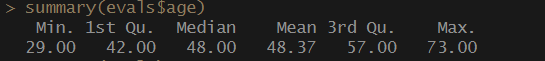 > summary(evals$age)
Min. 1st Qu. Median Mean 3rd Qu. Max.
29.00 42.00 48.00 48.37 57.00 73.00